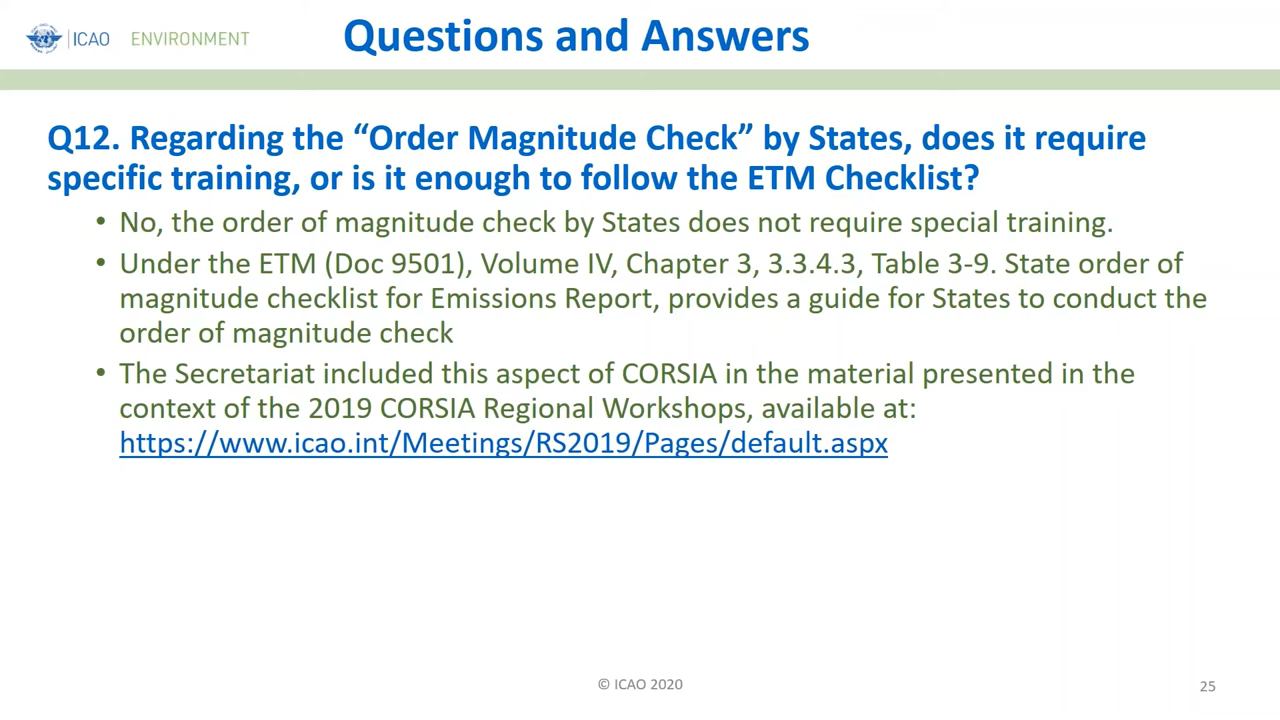 ICAO ENVIRONMENT
Questions and Answers
Q12. Regarding the “Order Magnitude Check” by States, does it require
specific training, or is it enough to follow the ETM Checklist?
• No, the order of magnitude check by States does not require special training.
• Under the ETM (Doc 9501), Volume IV, Chapter 3, 3.3.4.3, Table 3-9. State order of
magnitude checklist for Emissions Report, provides a guide for States to conduct the
order of magnitude check
• The Secretariat included this aspect of CORSIA in the material presented in the
context of the 2019 CORSIA Regional Workshops, available at:
https://www.icao.int/Meetings/RS2019/Pages/default.aspx
© ICAO 2020
25